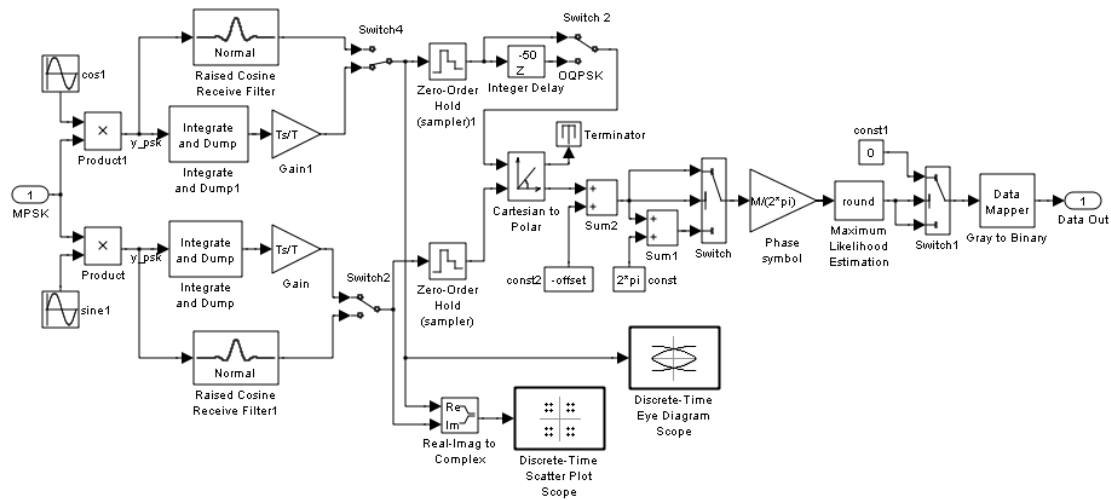 Switch4
Switch 2
Normal
Raised Cosine
Receive Filter
cos1
-50
Z
OQPSK
Integer Delay
Zero-Order
Hold
(sampler)1
×
y_psk
Product1
Integrate
and Dump
Integrate
and Dump1
Ts/T
Gain1
Terminator
const1
0
1
MPSK
Cartesian to
Polar
+
+
Sum2
+
+
Sum1
Switch
M/(2*pi)
Phase
symbol
round
Maximum
Likelihood
Estimation
Switch1
Data
Mapper
Gray to Binary
1
Data Out
×
y_psk
Product
Integrate
and Dump
Integrate
and Dump
Ts/T
Gain
Switch2
Zero-Order
Hold
(sampler)
const2
-offset
2*pi
const
sine1
Normal
Raised Cosine
Receive Filter1
Discrete-Time
Eye Diagram
Scope
Re
Im
Real-Imag to
Complex
Discrete-Time
Scatter Plot
Scope